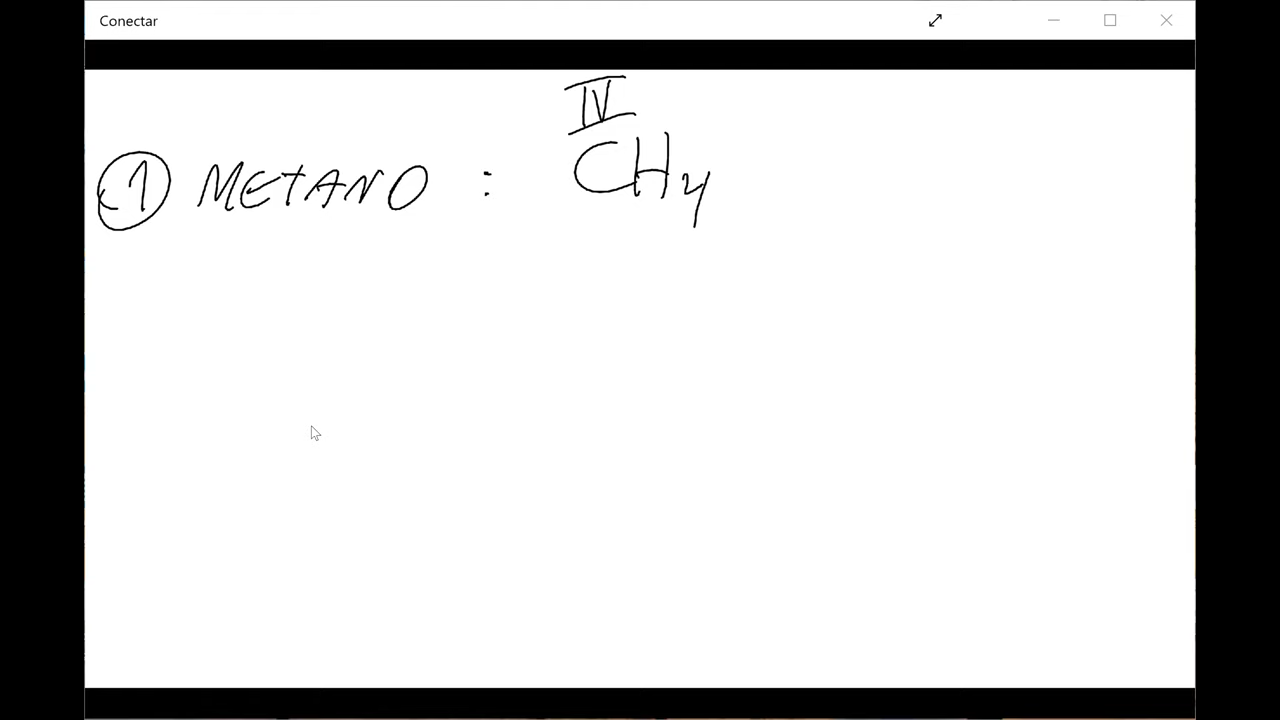 Conectar
IV
① METANO : CH4